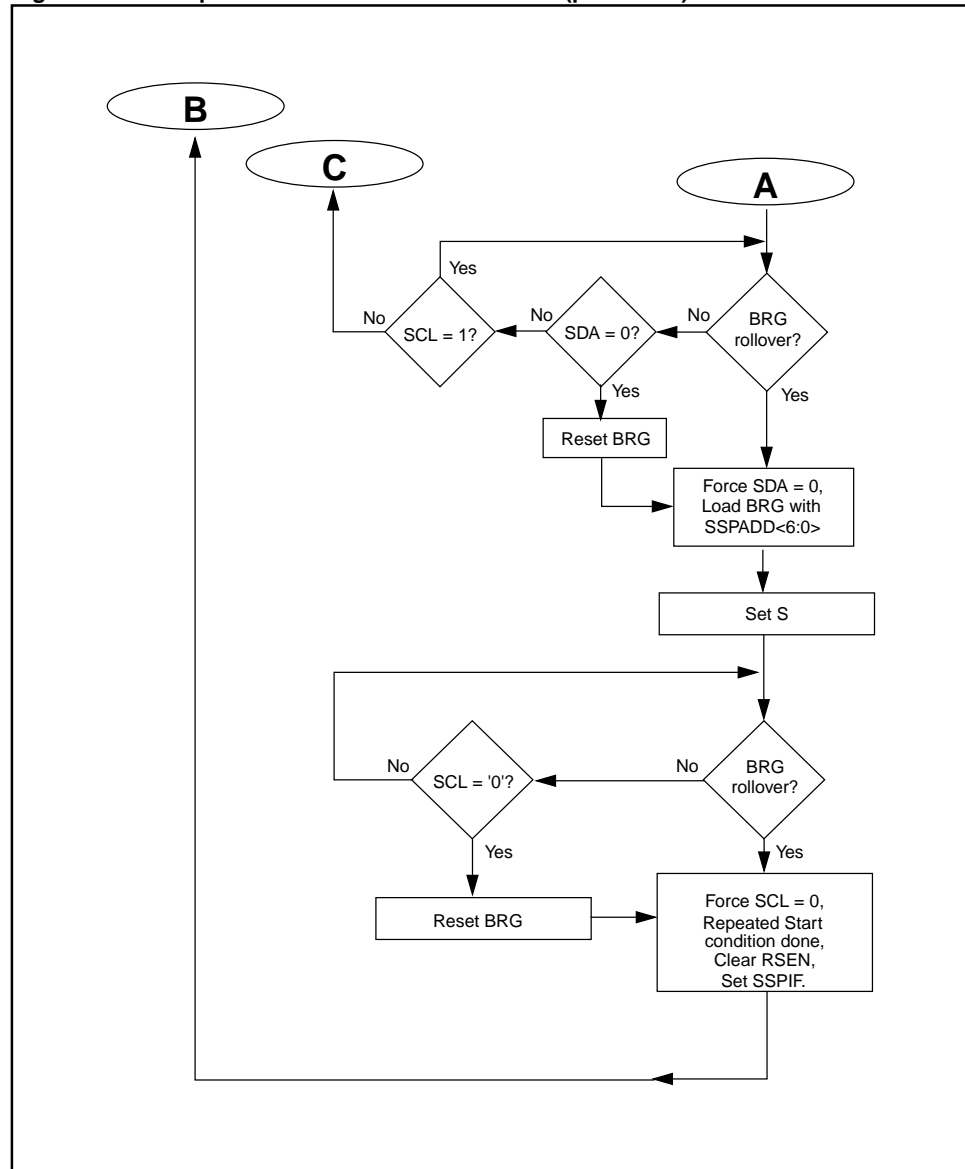 B
C
A
Yes
No
SCL = 1?
No
SDA = 0?
No
BRG
rollover?
Yes
Yes
Reset BRG
Force SDA = 0,
Load BRG with
SSPADD<6:0>
Set S
No
SCL = '0'?
No
BRG
rollover?
Yes
Yes
Reset BRG
Force SCL = 0,
Repeated Start
condition done,
Clear RSEN,
Set SSPIF.